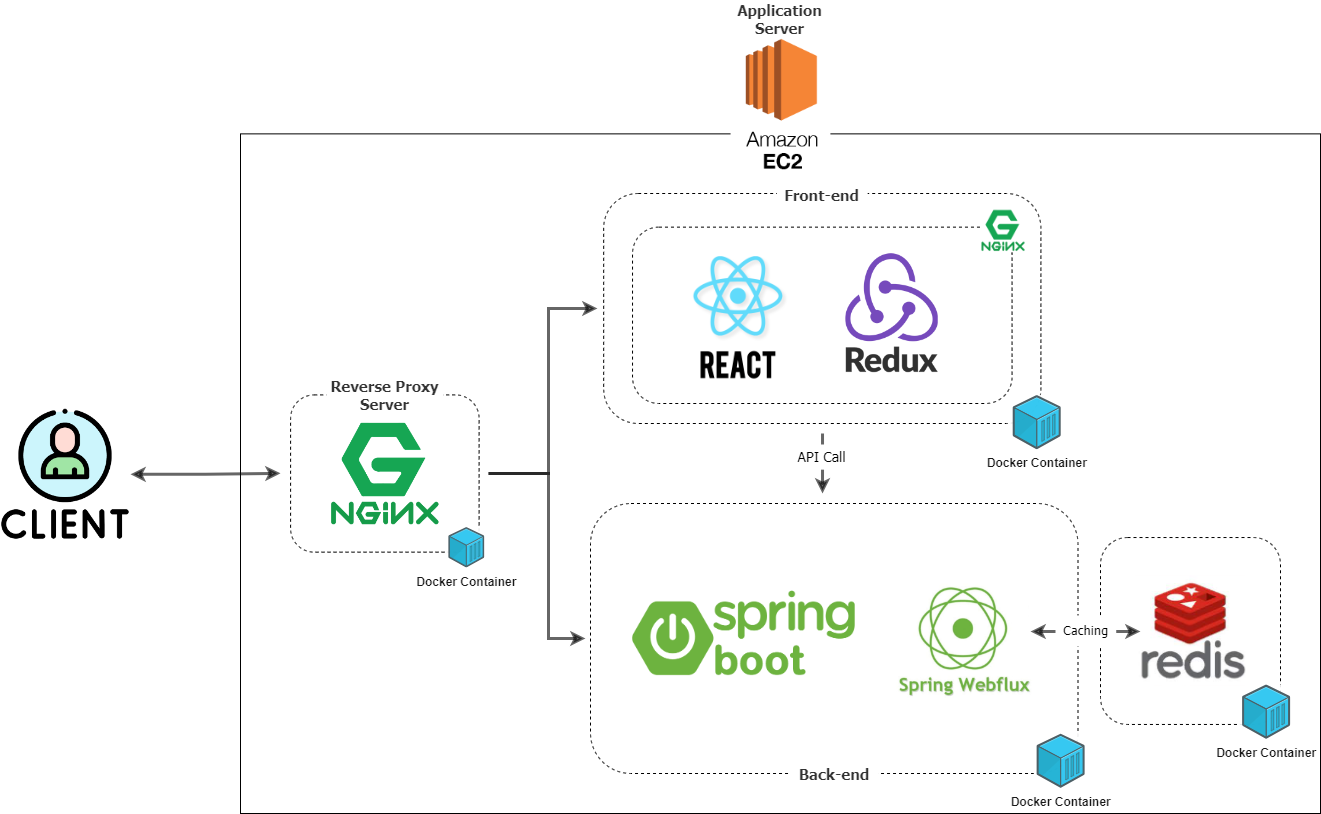 Application
Server
Amazon
EC2
Front-end
NGiNX
REACT
Redux
Reverse Proxy
Server
NGiNX
Docker Container
CLIENT
Docker Container
API Call
spring
boot
Spring Webflux
Caching
redis
Docker Container
Back-end
Docker Container